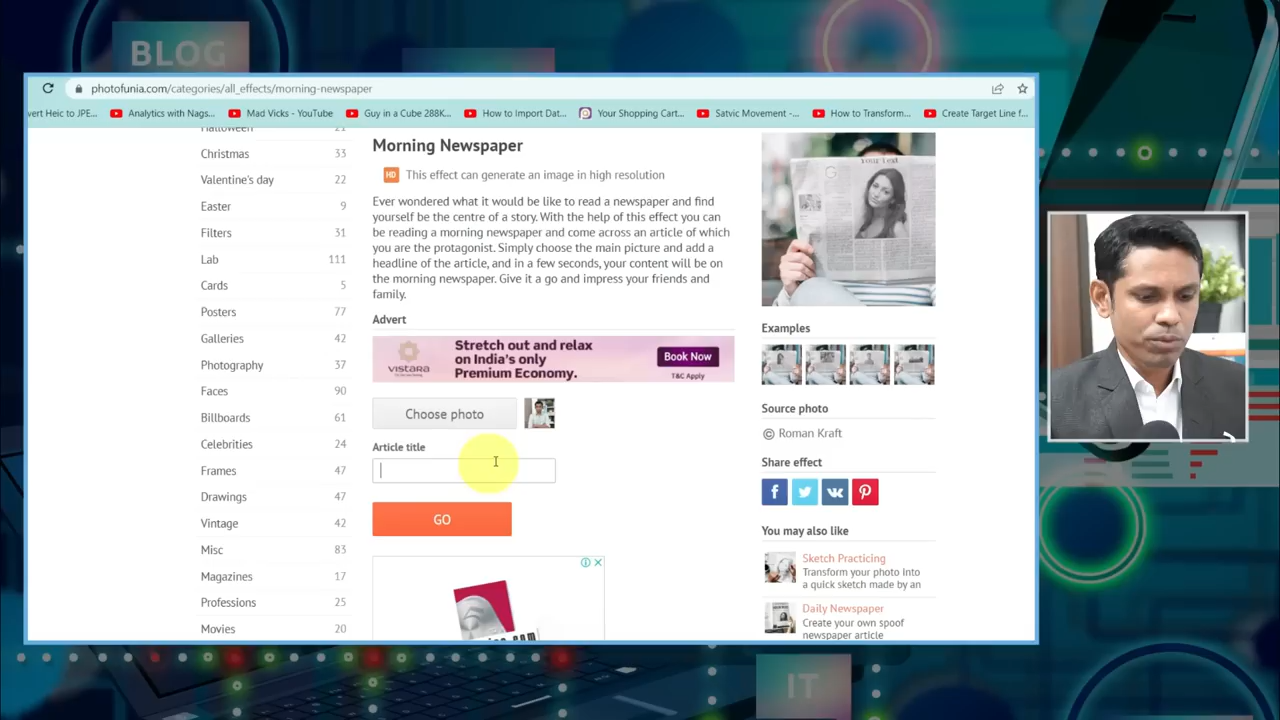 BLOG
photofunia.com/categories/all_effects/morning-newspaper
vert Heic to JPE...
Analytics with Nags...
Mad Vicks - YouTube
Guy in a Cube 288K...
How to Import Dat...
Your Shopping Cart...
Satvic Movement -...
How to Transform...
Create Target Line f...
Halloween 21
Christmas 33
Valentine's day 22
Easter 9
Filters 31
Lab 111
Cards 5
Posters 77
Galleries 42
Photography 37
Faces 90
Billboards 61
Celebrities 24
Frames 47
Drawings 47
Vintage 42
Misc 83
Magazines 17
Professions 25
Movies 20
Morning Newspaper
HD This effect can generate an image in high resolution
Ever wondered what it would be like to read a newspaper and find
yourself be the centre of a story. With the help of this effect you can
be reading a morning newspaper and come across an article of which
you are the protagonist. Simply choose the main picture and add a
headline of the article, and in a few seconds, your content will be on
the morning newspaper. Give it a go and impress your friends and
family.
Advert
vistara
Stretch out and relax
on India's only
Premium Economy.
Book Now
T&C Apply
Choose photo
Article title
GO
Your text
Examples
Source photo
© Roman Kraft
Share effect
You may also like
Sketch Practicing
Transform your photo into
a quick sketch made by an
Daily Newspaper
Create your own spoof
newspaper article
IT